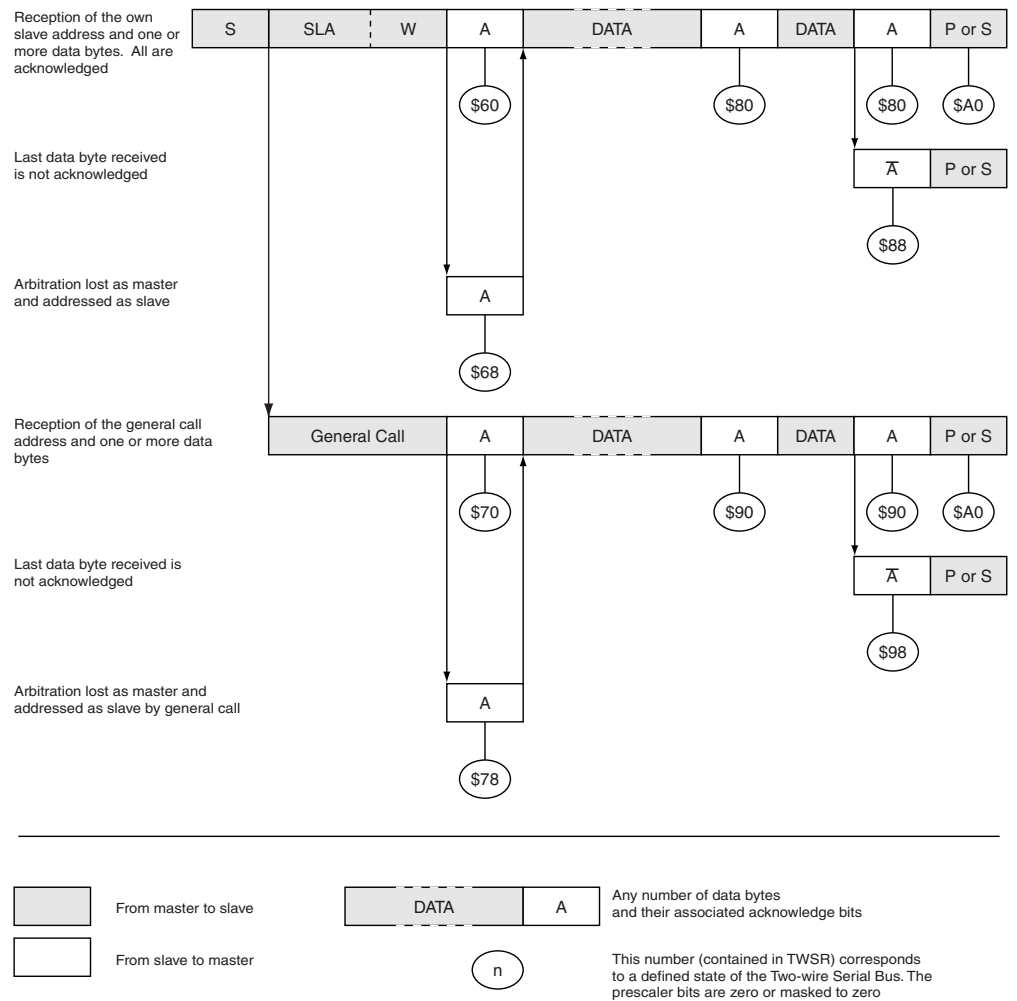 Reception of the own
slave address and one or
more data bytes. All are
acknowledged
S SLA W A DATA A DATA A P or S
$60 $80 $80 $A0
Last data byte received
is not acknowledged
A̅ P or S
$88
Arbitration lost as master
and addressed as slave
A
$68
Reception of the general call
address and one or more data
bytes
General Call A DATA A DATA A P or S
$70 $90 $90 $A0
Last data byte received is
not acknowledged
A̅ P or S
$98
Arbitration lost as master and
addressed as slave by general call
A
$78
From master to slave
DATA A
Any number of data bytes
and their associated acknowledge bits
From slave to master
n
This number (contained in TWSR) corresponds
to a defined state of the Two-wire Serial Bus. The
prescaler bits are zero or masked to zero